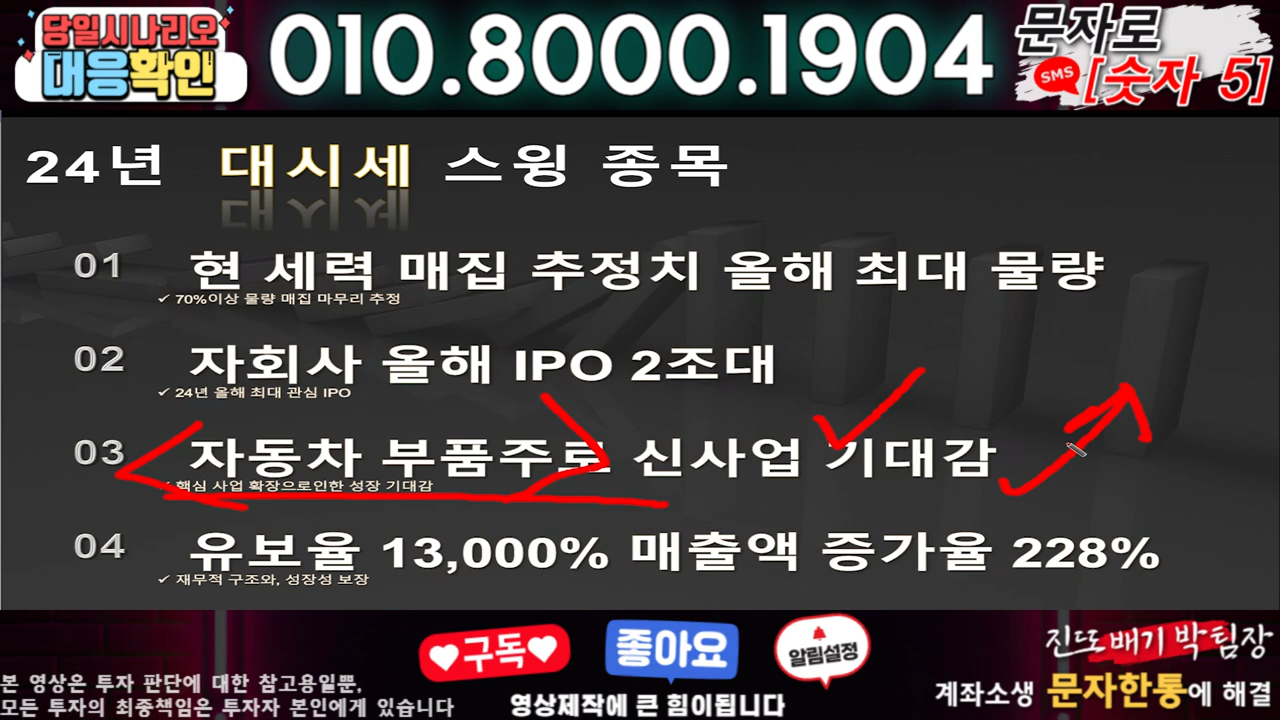 당일시나리오
대응확인
010.8000.1904
문자로
SMS
[숫자 5]
24년 대시세 스윙 종목
01 현 세력 매집 추정치 올해 최대 물량
✓ 70%이상 물량 매집 마무리 추정
02 자회사 올해 IPO 2조대
✓ 24년 올해 최대 관심 IPO
03 자동차 부품주로 신사업 기대감
✓ 핵심 사업 확장으로인한 성장 기대감
04 유보율 13,000% 매출액 증가율 228%
✓ 재무적 구조와, 성장성 보장
구독
좋아요
알림설정
영상제작에 큰 힘이됩니다
본 영상은 투자 판단에 대한 참고용일뿐,
모든 투자의 최종책임은 투자자 본인에게 있습니다
진또배기 박팀장
계좌소생 문자한통에 해결